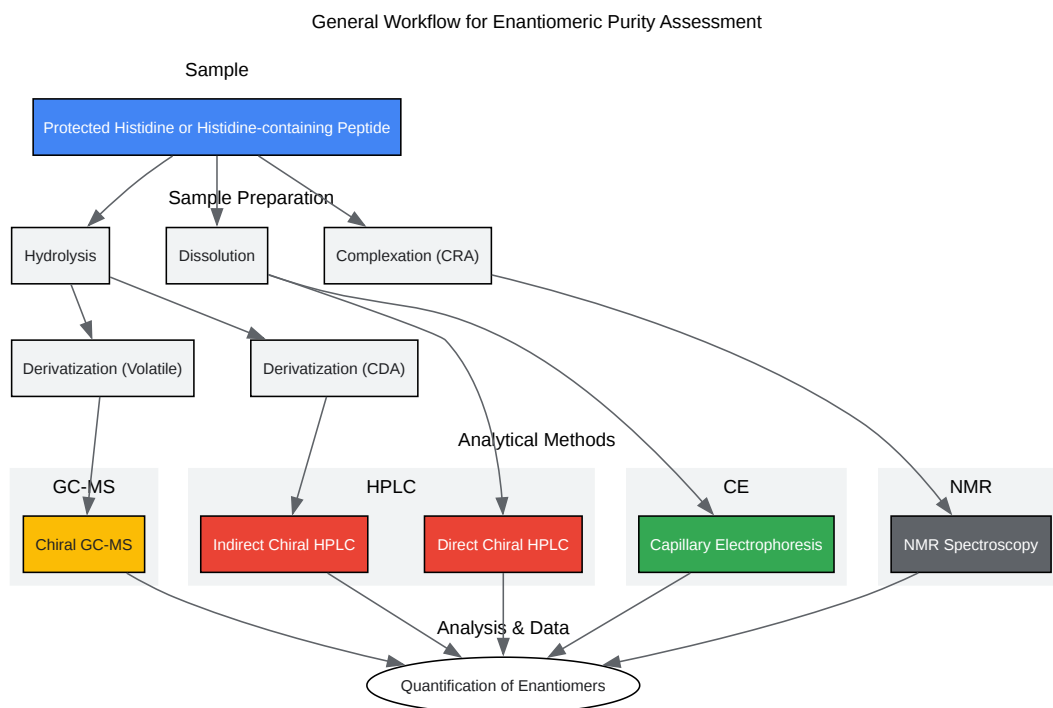 General Workflow for Enantiomeric Purity Assessment
Sample
Protected Histidine or Histidine-containing Peptide
Sample Preparation
Hydrolysis
Dissolution
Complexation (CRA)
Derivatization (Volatile)
Derivatization (CDA)
Analytical Methods
GC-MS
HPLC
CE
NMR
Chiral GC-MS
Indirect Chiral HPLC
Direct Chiral HPLC
Capillary Electrophoresis
NMR Spectroscopy
Analysis & Data
Quantification of Enantiomers